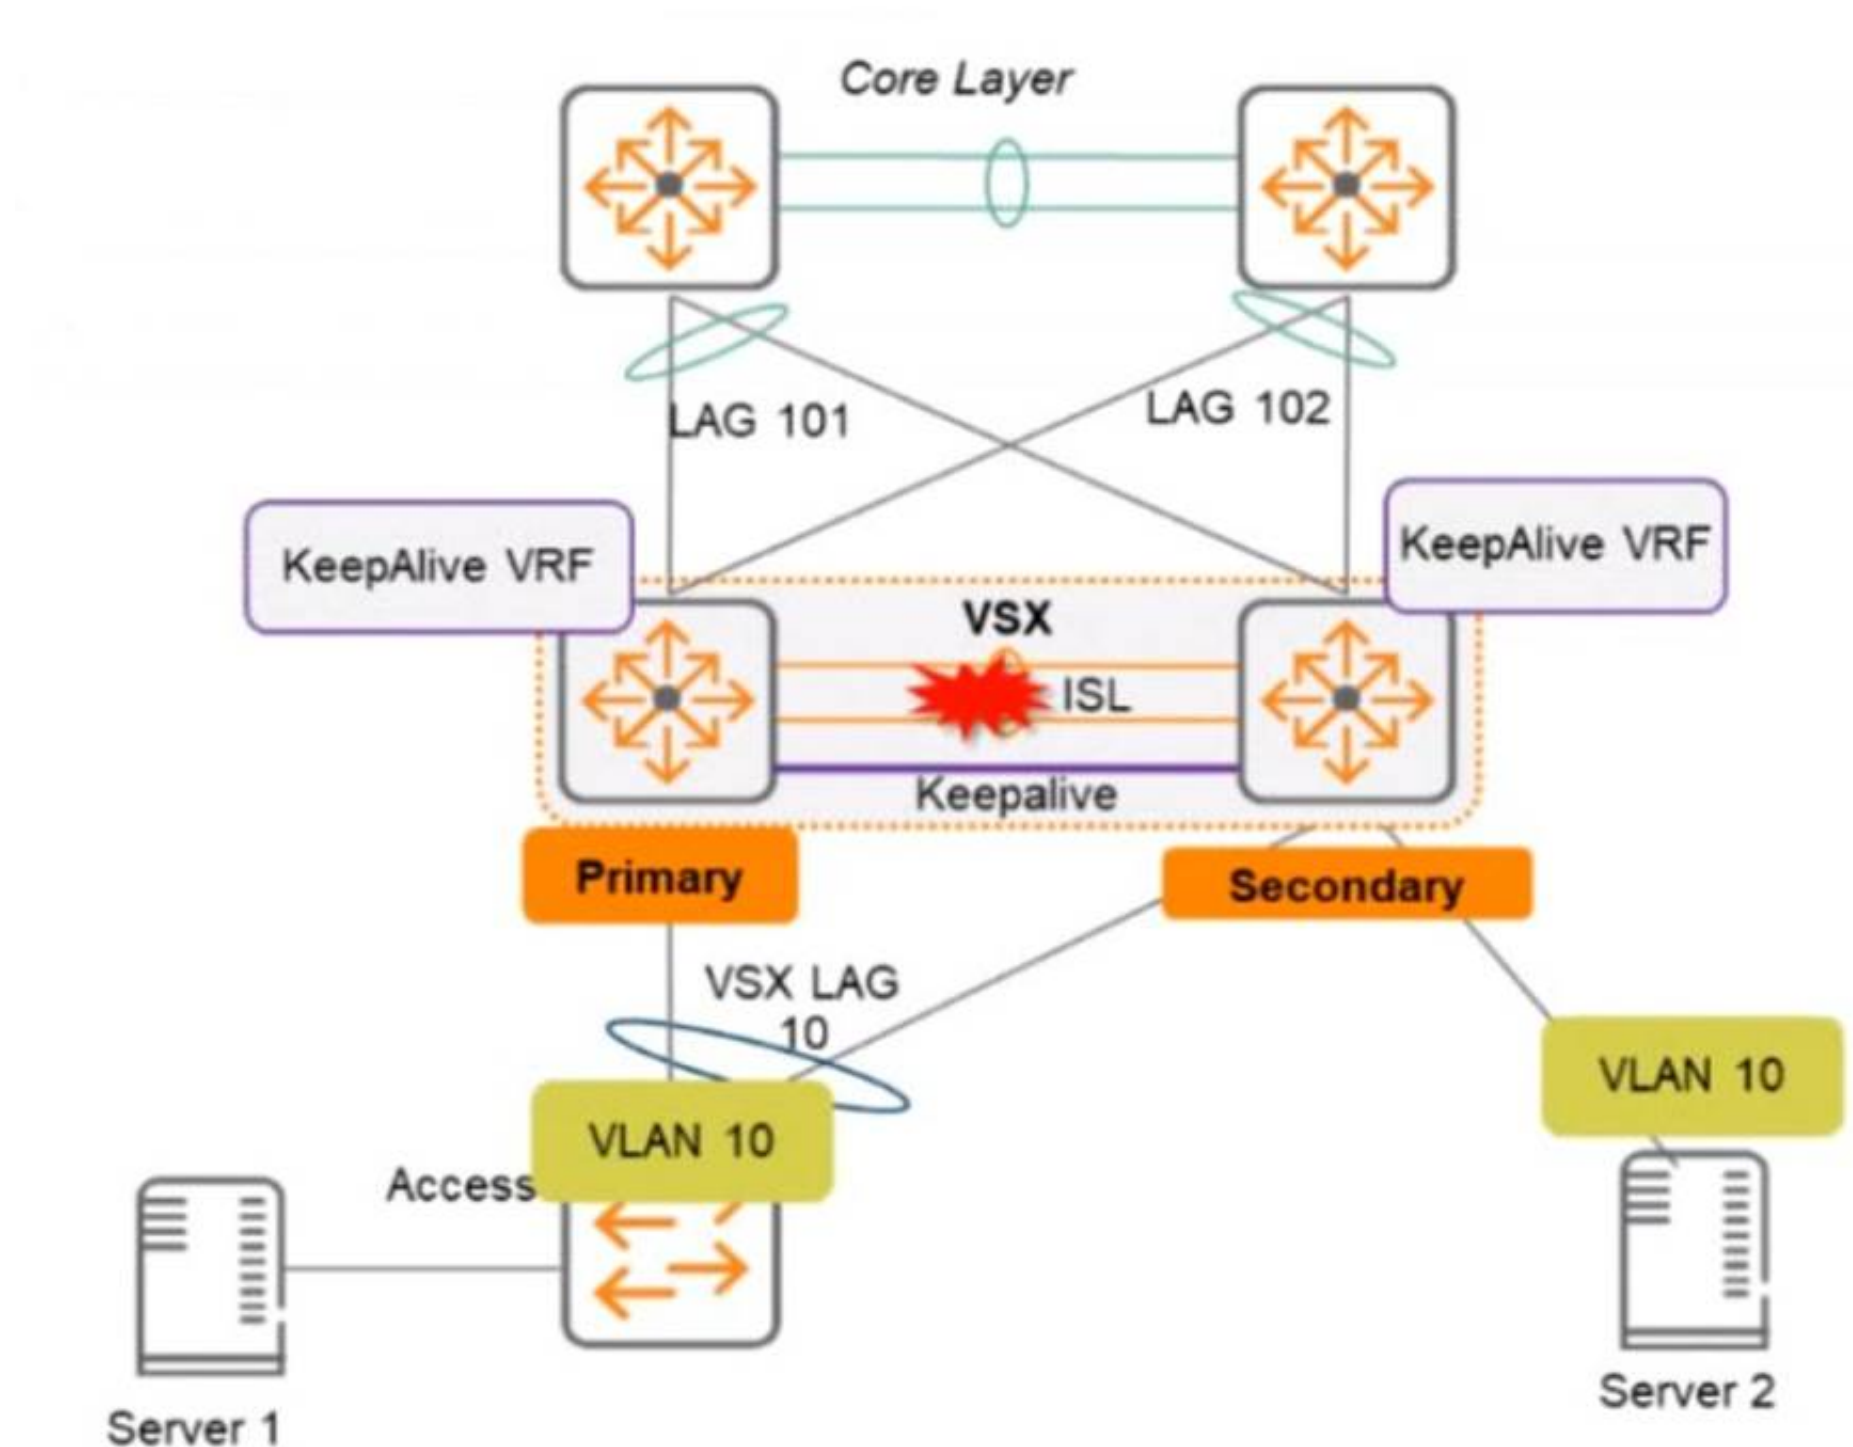 Core Layer
LAG 101
LAG 102
KeepAlive VRF
KeepAlive VRF
VSX
ISL
Keepalive
Primary
Secondary
VSX LAG
10
VLAN 10
VLAN 10
Access
Server 1
Server 2